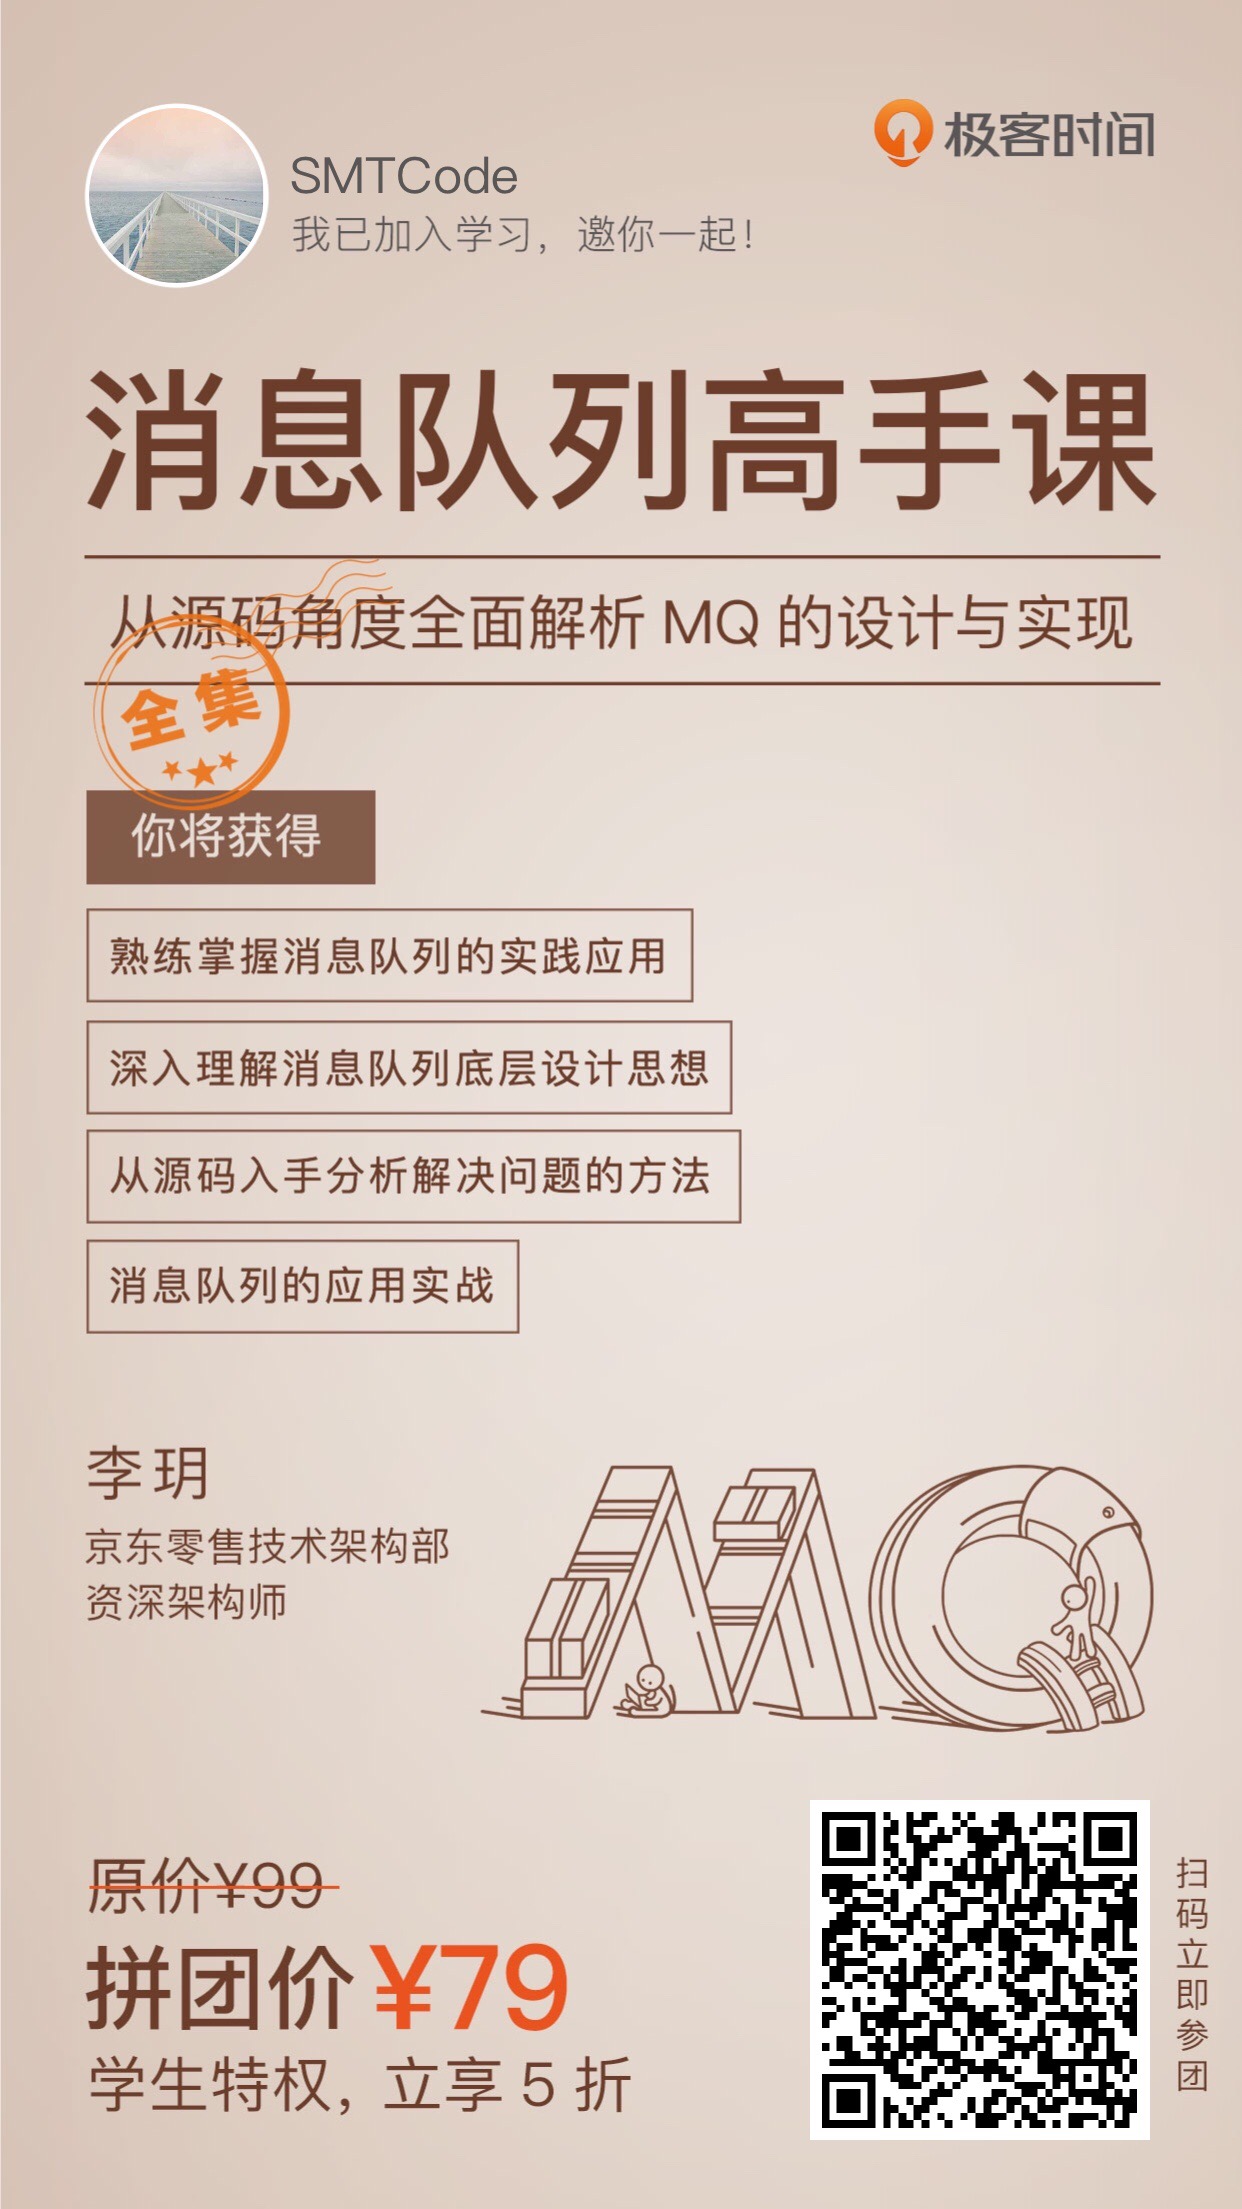 极客时间
SMTCode
我已加入学习，邀你一起！
消息队列高手课
从源码角度全面解析 MQ 的设计与实现
全集
你将获得
熟练掌握消息队列的实践应用
深入理解消息队列底层设计思想
从源码入手分析解决问题的方法
消息队列的应用实战
李玥
京东零售技术架构部
资深架构师
MQ
原价¥99
拼团价¥79
学生特权，立享 5 折
扫码立即参团